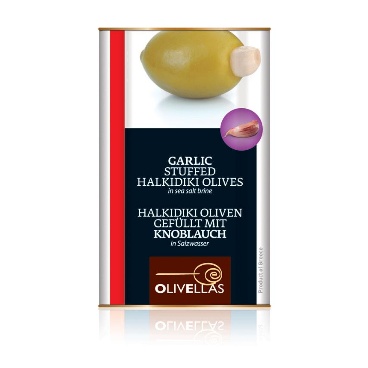 GARLIC
STUFFED
HALKIDIKI OLIVES
in sea salt brine
HALKIDIKI OLIVEN
GEFÜLLT MIT
KNOBLAUCH
in Salzwasser
OLIVELLAS
Product of Greece